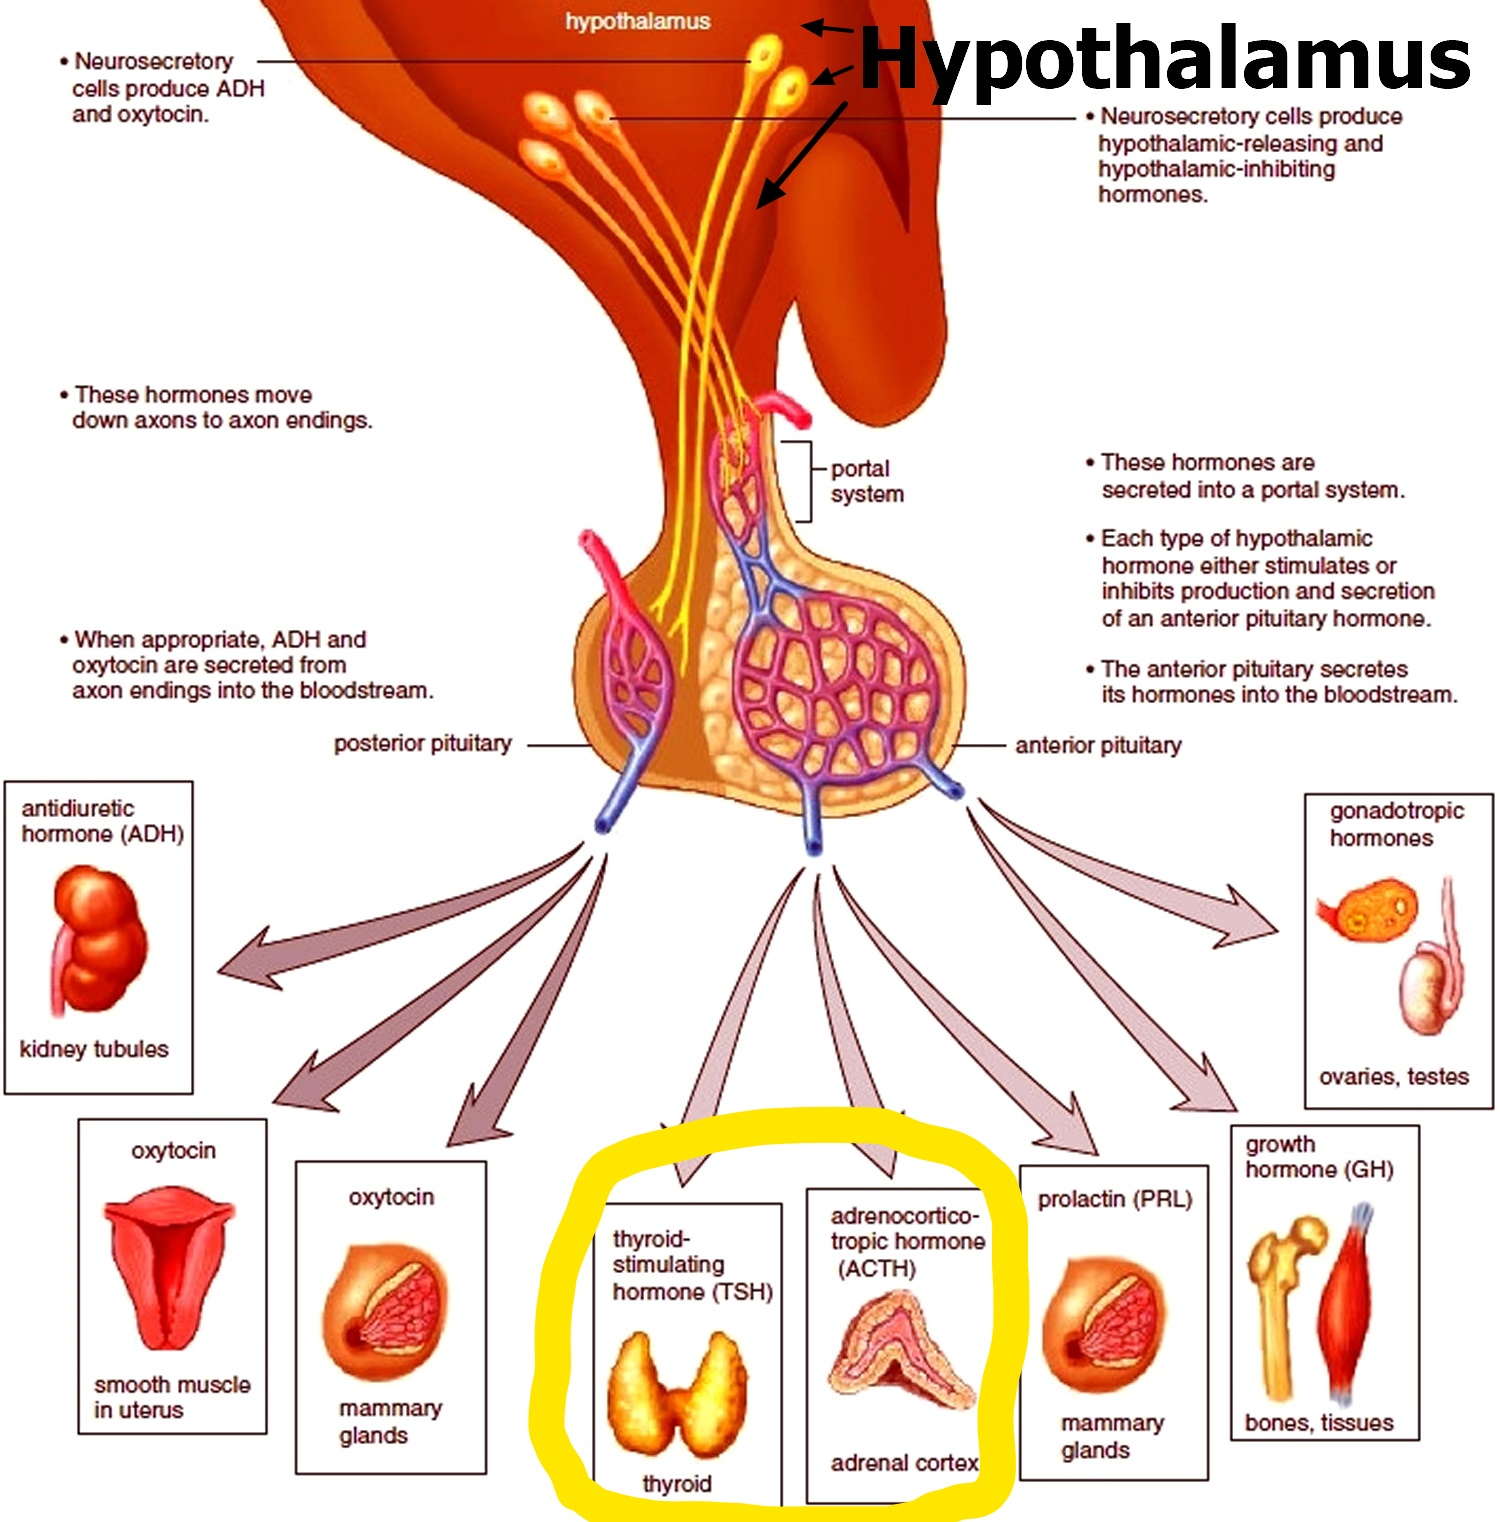 hypothalamus
Hypothalamus
• Neurosecretory
cells produce ADH
and oxytocin.
• Neurosecretory cells produce
hypothalamic-releasing and
hypothalamic-inhibiting
hormones.
• These hormones move
down axons to axon endings.
portal
system
• These hormones are
secreted into a portal system.
• Each type of hypothalamic
hormone either stimulates or
inhibits production and secretion
of an anterior pituitary hormone.
• When appropriate, ADH and
oxytocin are secreted from
axon endings into the bloodstream.
• The anterior pituitary secretes
its hormones into the bloodstream.
posterior pituitary
anterior pituitary
antidiuretic
hormone (ADH)
kidney tubules
oxytocin
smooth muscle
in uterus
oxytocin
mammary
glands
thyroid-
stimulating
hormone (TSH)
thyroid
adrenocortico-
tropic hormone
(ACTH)
adrenal cortex
prolactin (PRL)
mammary
glands
growth
hormone (GH)
bones, tissues
gonadotropic
hormones
ovaries, testes